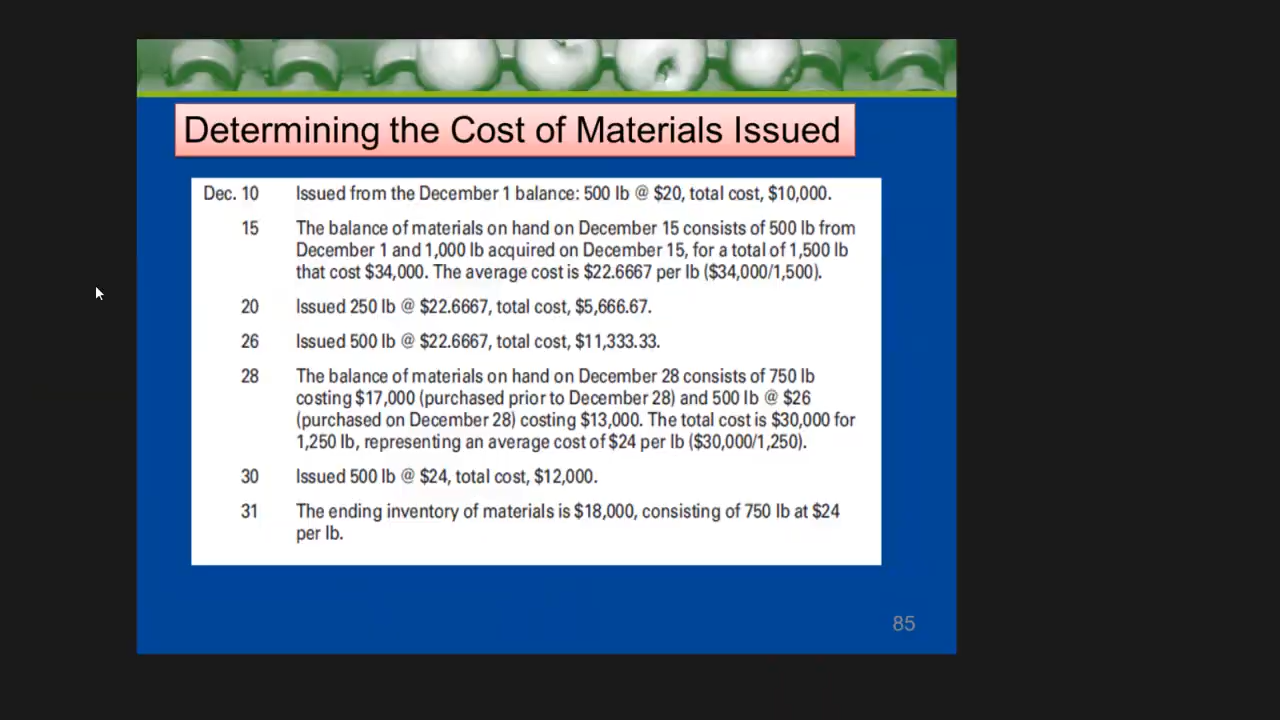 Determining the Cost of Materials Issued
Dec. 10 Issued from the December 1 balance: 500 lb @ $20, total cost, $10,000.
15 The balance of materials on hand on December 15 consists of 500 lb from
December 1 and 1,000 lb acquired on December 15, for a total of 1,500 lb
that cost $34,000. The average cost is $22.6667 per lb ($34,000/1,500).
20 Issued 250 lb @ $22.6667, total cost, $5,666.67.
26 Issued 500 lb @ $22.6667, total cost, $11,333.33.
28 The balance of materials on hand on December 28 consists of 750 lb
costing $17,000 (purchased prior to December 28) and 500 lb @ $26
(purchased on December 28) costing $13,000. The total cost is $30,000 for
1,250 lb, representing an average cost of $24 per lb ($30,000/1,250).
30 Issued 500 lb @ $24, total cost, $12,000.
31 The ending inventory of materials is $18,000, consisting of 750 lb at $24
per lb.
85